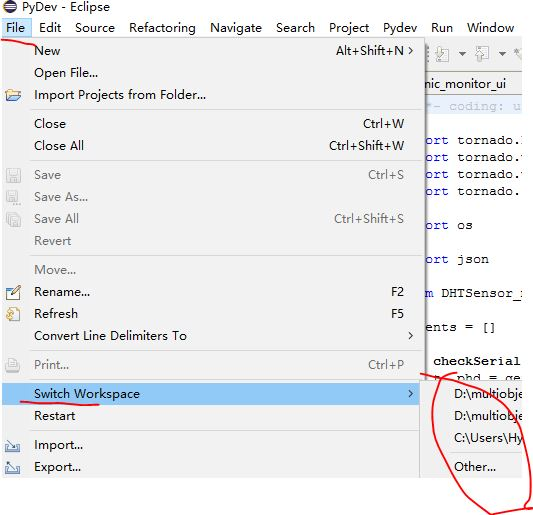 PyDev - Eclipse
File Edit Source Refactoring Navigate Search Project Pydev Run Window
New Alt+Shift+N >
Open File...
Import Projects from Folder...
Close Ctrl+W
Close All Ctrl+Shift+W
Save Ctrl+S
Save As...
Save All Ctrl+Shift+S
Revert
Move...
Rename... F2
Refresh F5
Convert Line Delimiters To >
Print... Ctrl+P
Switch Workspace >
Restart
Import...
Export...
nic_monitor_ui
*- coding: u
ort tornado.
ort tornado.
ort tornado.
ort tornado.
ort os
ort json
m DHTSensor_
ents = []
checkSerial
D:\multiobje
D:\multiobje
C:\Users\Hy
Other...